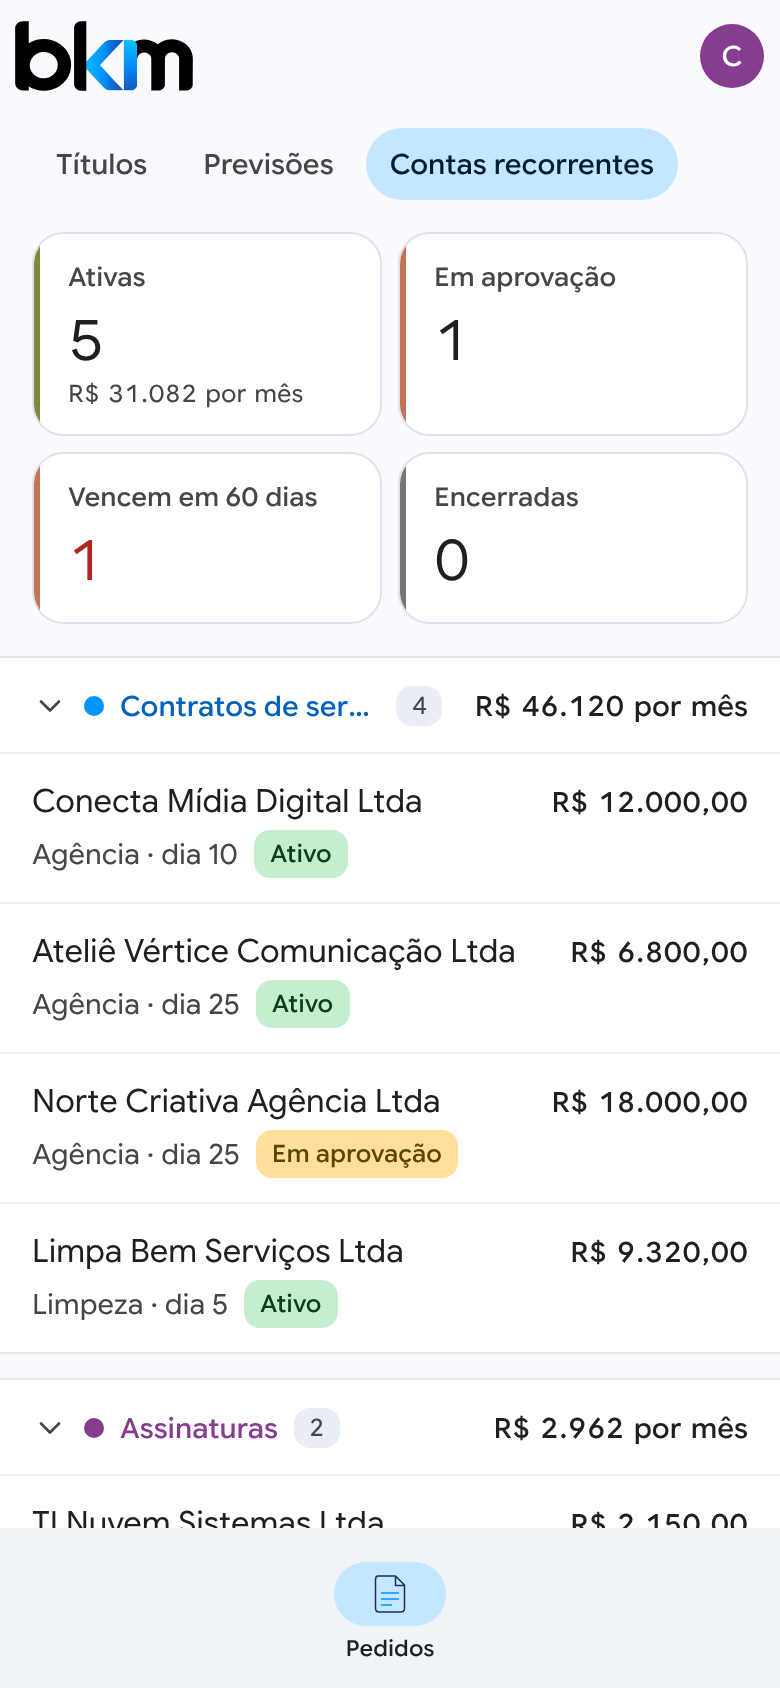 bkm
C
Títulos
Previsões
Contas recorrentes
Ativas
5
R$ 31.082 por mês
Em aprovação
1
Vencem em 60 dias
1
Encerradas
0
Contratos de ser... 4 R$ 46.120 por mês
Conecta Mídia Digital Ltda R$ 12.000,00
Agência · dia 10 Ativo
Ateliê Vértice Comunicação Ltda R$ 6.800,00
Agência · dia 25 Ativo
Norte Criativa Agência Ltda R$ 18.000,00
Agência · dia 25 Em aprovação
Limpa Bem Serviços Ltda R$ 9.320,00
Limpeza · dia 5 Ativo
Assinaturas 2 R$ 2.962 por mês
TI Nuvem Sistemas Ltda R$ 2.150,00
Pedidos